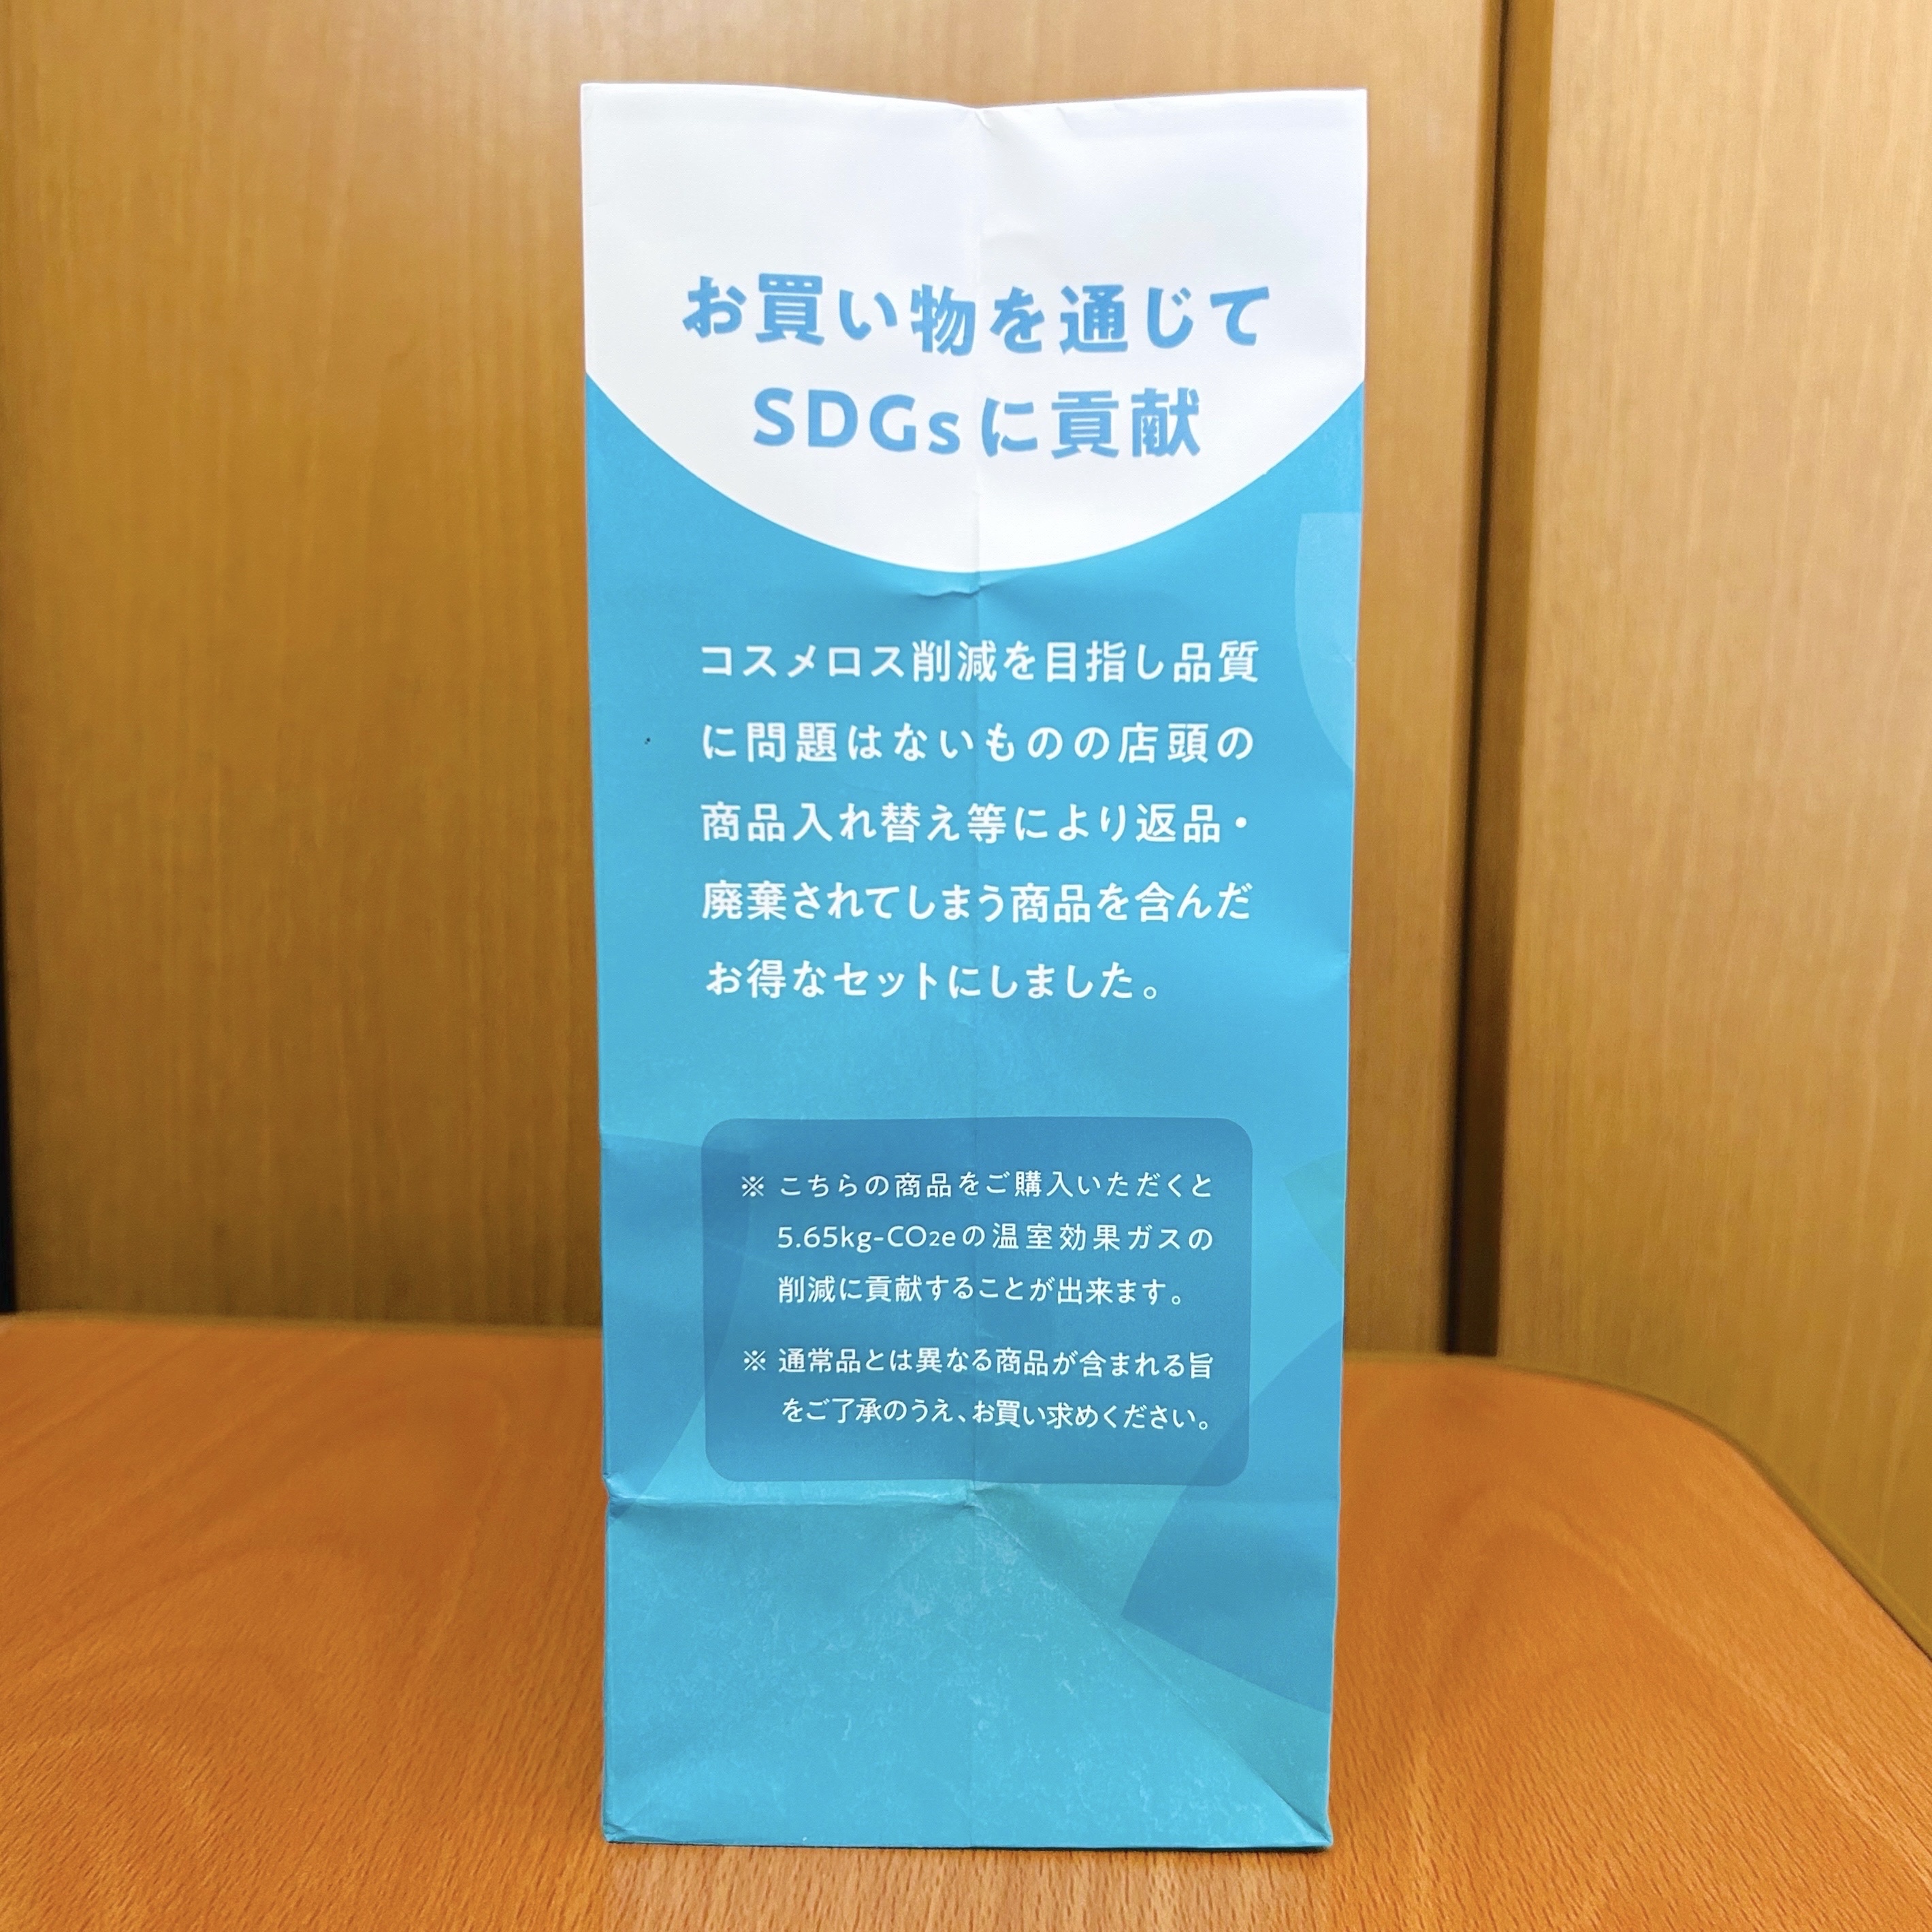 お買い物を通じて
SDGsに貢献
コスメロス削減を目指し品質
に問題はないものの店頭の
商品入れ替え等により返品・
廃棄されてしまう商品を含んだ
お得なセットにしました。
※ こちらの商品をご購入いただくと
5.65kg-CO2eの温室効果ガスの
削減に貢献することが出来ます。
※ 通常品とは異なる商品が含まれる旨
をご了承のうえ、お買い求めください。